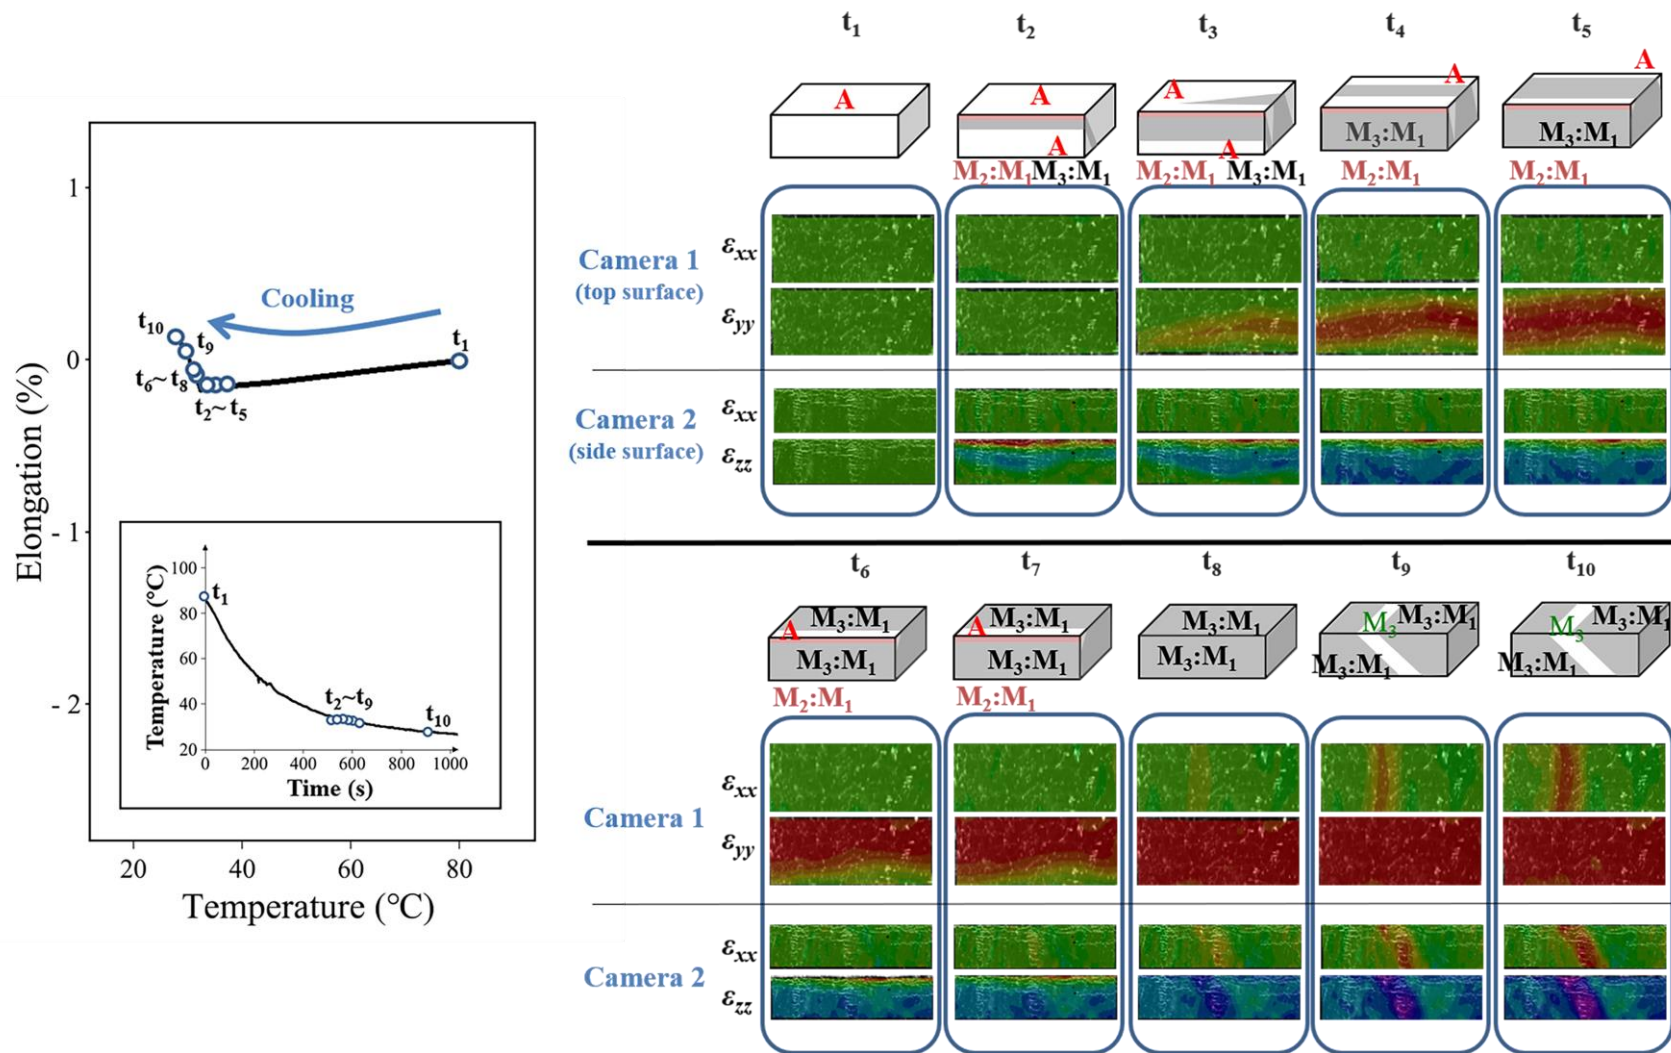 t₁ t₂ t₃ t₄ t₅
A A A A A
A A M₃:M₁ M₃:M₁
M₂:M₁ M₃:M₁ M₂:M₁ M₃:M₁ M₂:M₁ M₂:M₁
Camera 1
(top surface)
εxx
εyy
Camera 2
(side surface)
εxx
εzz
t₆ t₇ t₈ t₉ t₁₀
M₃:M₁ M₃:M₁ M₃:M₁ M₃ M₃:M₁ M₃ M₃:M₁
A A
M₃:M₁ M₃:M₁ M₃:M₁ M₃:M₁ M₃:M₁
M₂:M₁ M₂:M₁
Camera 1
εxx
εyy
Camera 2
εxx
εzz
Elongation (%)
1
0
- 1
- 2
Cooling
t₁₀
t₉
t₁
t₆~ t₈
t₂~ t₅
Temperature (°C)
100
80
60
40
20
t₁
t₂~t₉
t₁₀
0 200 400 600 800 1000
Time (s)
20 40 60 80
Temperature (℃)